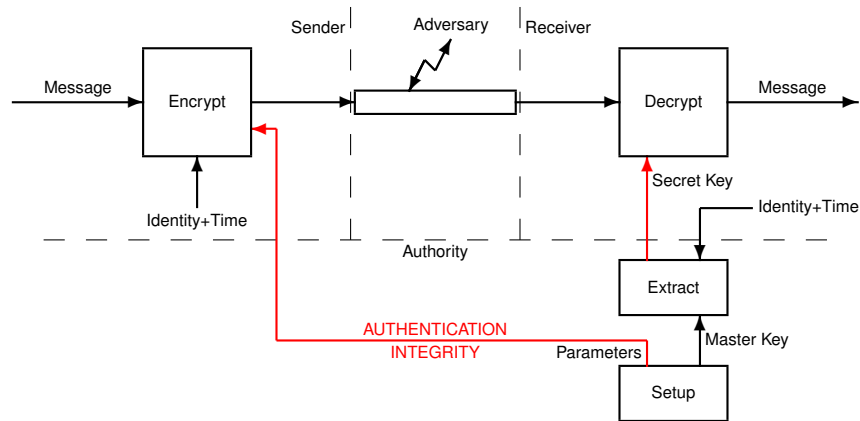 Sender
Adversary
Receiver
Message
Encrypt
Decrypt
Message
Secret Key
Identity+Time
Identity+Time
Authority
Extract
AUTHENTICATION
INTEGRITY
Parameters
Master Key
Setup